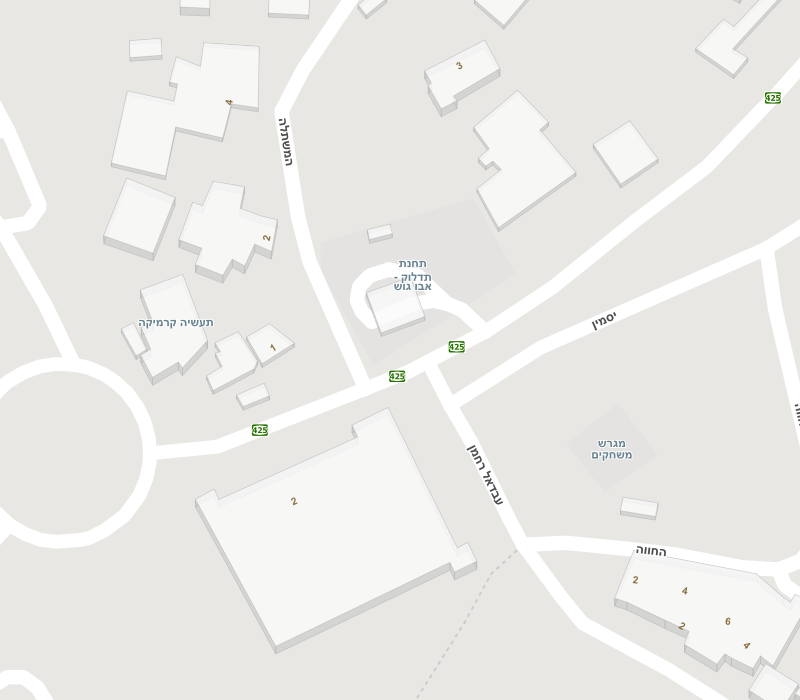 3
425
4
המשתלה
2
תחנת
תדלוק -
אבו גוש
תעשיה קרמיקה
יסמין
1
425
425
425
מגרש
משחקים
עבדאל רחמן
2
החווה
2
4
2
6
4